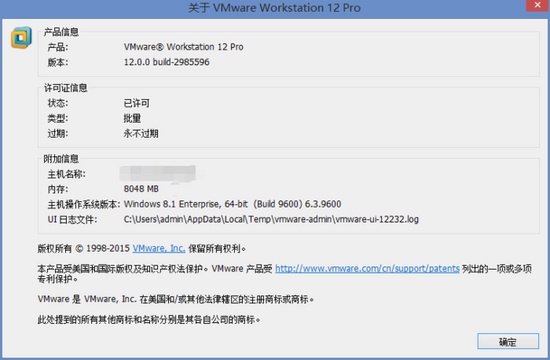 关于 VMware Workstation 12 Pro
产品信息
产品: VMware® Workstation 12 Pro
版本: 12.0.0 build-2985596
许可证信息
状态: 已许可
类型: 批量
过期: 永不过期
附加信息
主机名称:
内存: 8048 MB
主机操作系统版本: Windows 8.1 Enterprise, 64-bit (Build 9600) 6.3.9600
UI 日志文件: C:\Users\admin\AppData\Local\Temp\vmware-admin\vmware-ui-12232.log
版权所有 © 1998-2015 VMware, Inc. 保留所有权利。
本产品受美国和国际版权及知识产权法保护。VMware 产品受 http://www.vmware.com/cn/support/patents 列出的一项或多项
专利保护。
VMware 是 VMware, Inc. 在美国和/或其他法律辖区的注册商标或商标。
此处提到的所有其他商标和名称分别是其各自公司的商标。
确定